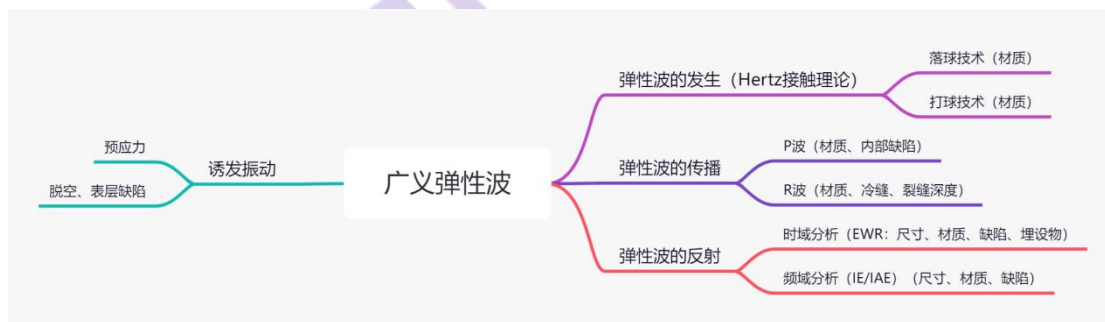 广义弹性波
弹性波的发生（Hertz接触理论）
落球技术（材质）
打球技术（材质）
弹性波的传播
P波（材质、内部缺陷）
R波（材质、冷缝、裂缝深度）
弹性波的反射
时域分析（EWR：尺寸、材质、缺陷、埋设物）
频域分析（IE/IAE）（尺寸、材质、缺陷）
诱发振动
预应力
脱空、表层缺陷